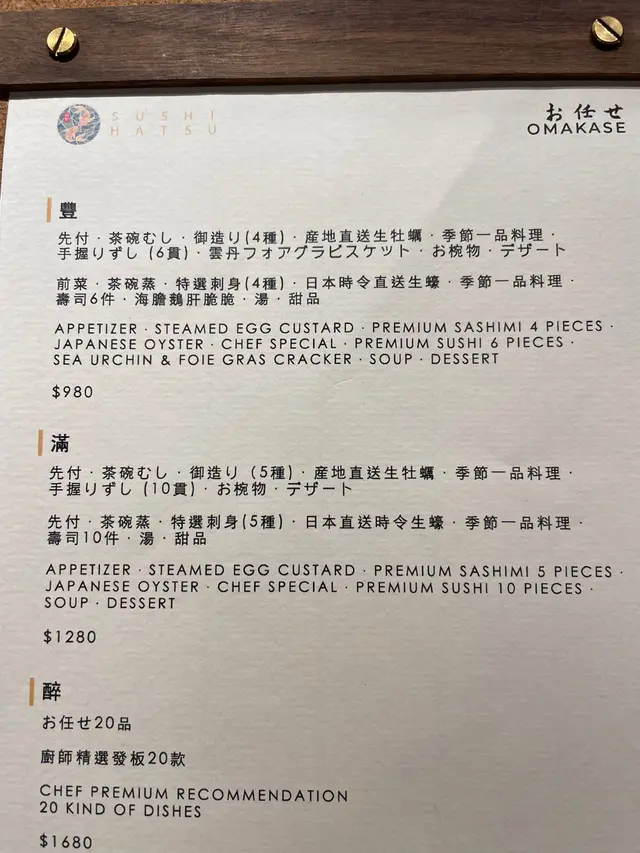 SUSHI
HATSU
お任せ
OMAKASE
豐
先付・茶碗むし・御造り(4種)・産地直送生牡蠣・季節一品料理・
手握りずし (6貫)・雲丹フォアグラビスケット・お椀物・デザート
前菜・茶碗蒸・特選刺身(4種)・日本時令直送生蠔・季節一品料理・
壽司6件・海膽鵝肝脆脆・湯・甜品
APPETIZER · STEAMED EGG CUSTARD · PREMIUM SASHIMI 4 PIECES ·
JAPANESE OYSTER · CHEF SPECIAL · PREMIUM SUSHI 6 PIECES ·
SEA URCHIN & FOIE GRAS CRACKER · SOUP · DESSERT
$980
滿
先付・茶碗むし・御造り (5種)・産地直送生牡蠣・季節一品料理・
手握りずし (10貫)・お椀物・デザート
先付・茶碗蒸・特選刺身(5種)・日本直送時令生蠔・季節一品料理・
壽司10件・湯・甜品
APPETIZER · STEAMED EGG CUSTARD · PREMIUM SASHIMI 5 PIECES ·
JAPANESE OYSTER · CHEF SPECIAL · PREMIUM SUSHI 10 PIECES ·
SOUP · DESSERT
$1280
醉
お任せ20品
廚師精選發板20款
CHEF PREMIUM RECOMMENDATION
20 KIND OF DISHES
$1680